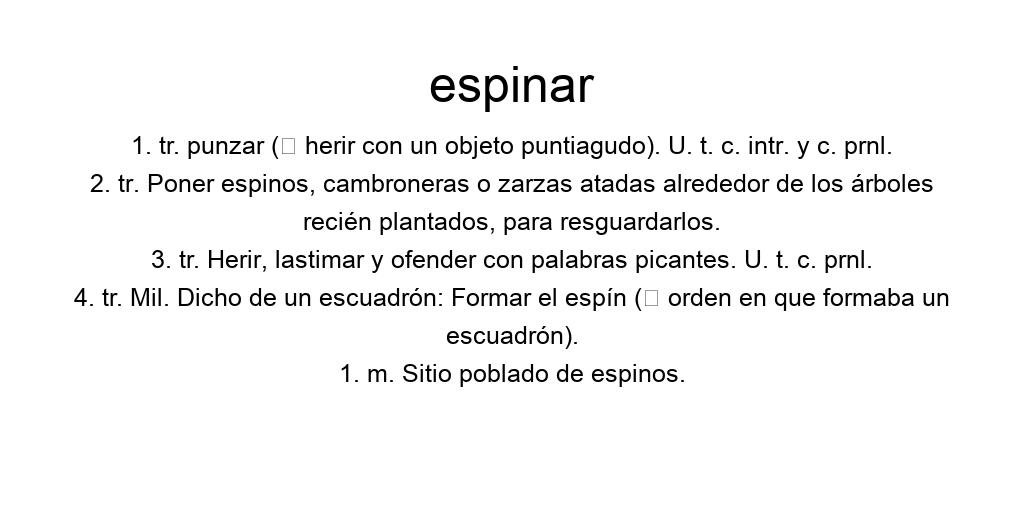 espinar
1. tr. punzar (□ herir con un objeto puntiagudo). U. t. c. intr. y c. prnl.
2. tr. Poner espinos, cambroneras o zarzas atadas alrededor de los árboles
recién plantados, para resguardarlos.
3. tr. Herir, lastimar y ofender con palabras picantes. U. t. c. prnl.
4. tr. Mil. Dicho de un escuadrón: Formar el espín (□ orden en que formaba un
escuadrón).
1. m. Sitio poblado de espinos.